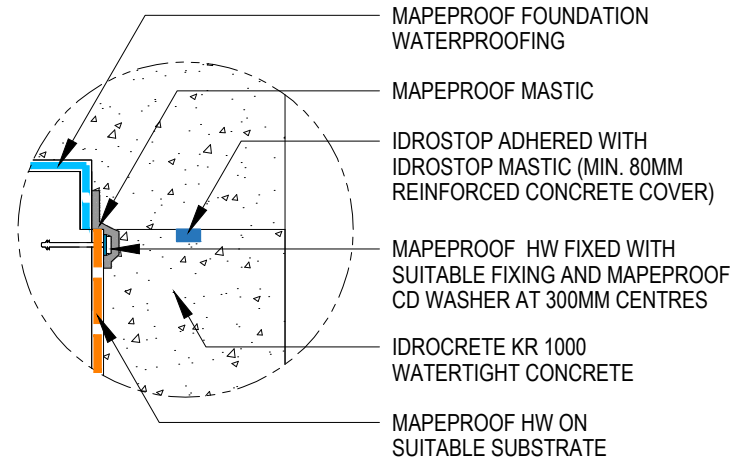 MAPEPROOF FOUNDATION
WATERPROOFING
MAPEPROOF MASTIC
IDROSTOP ADHERED WITH
IDROSTOP MASTIC (MIN. 80MM
REINFORCED CONCRETE COVER)
MAPEPROOF HW FIXED WITH
SUITABLE FIXING AND MAPEPROOF
CD WASHER AT 300MM CENTRES
IDROCRETE KR 1000
WATERTIGHT CONCRETE
MAPEPROOF HW ON
SUITABLE SUBSTRATE